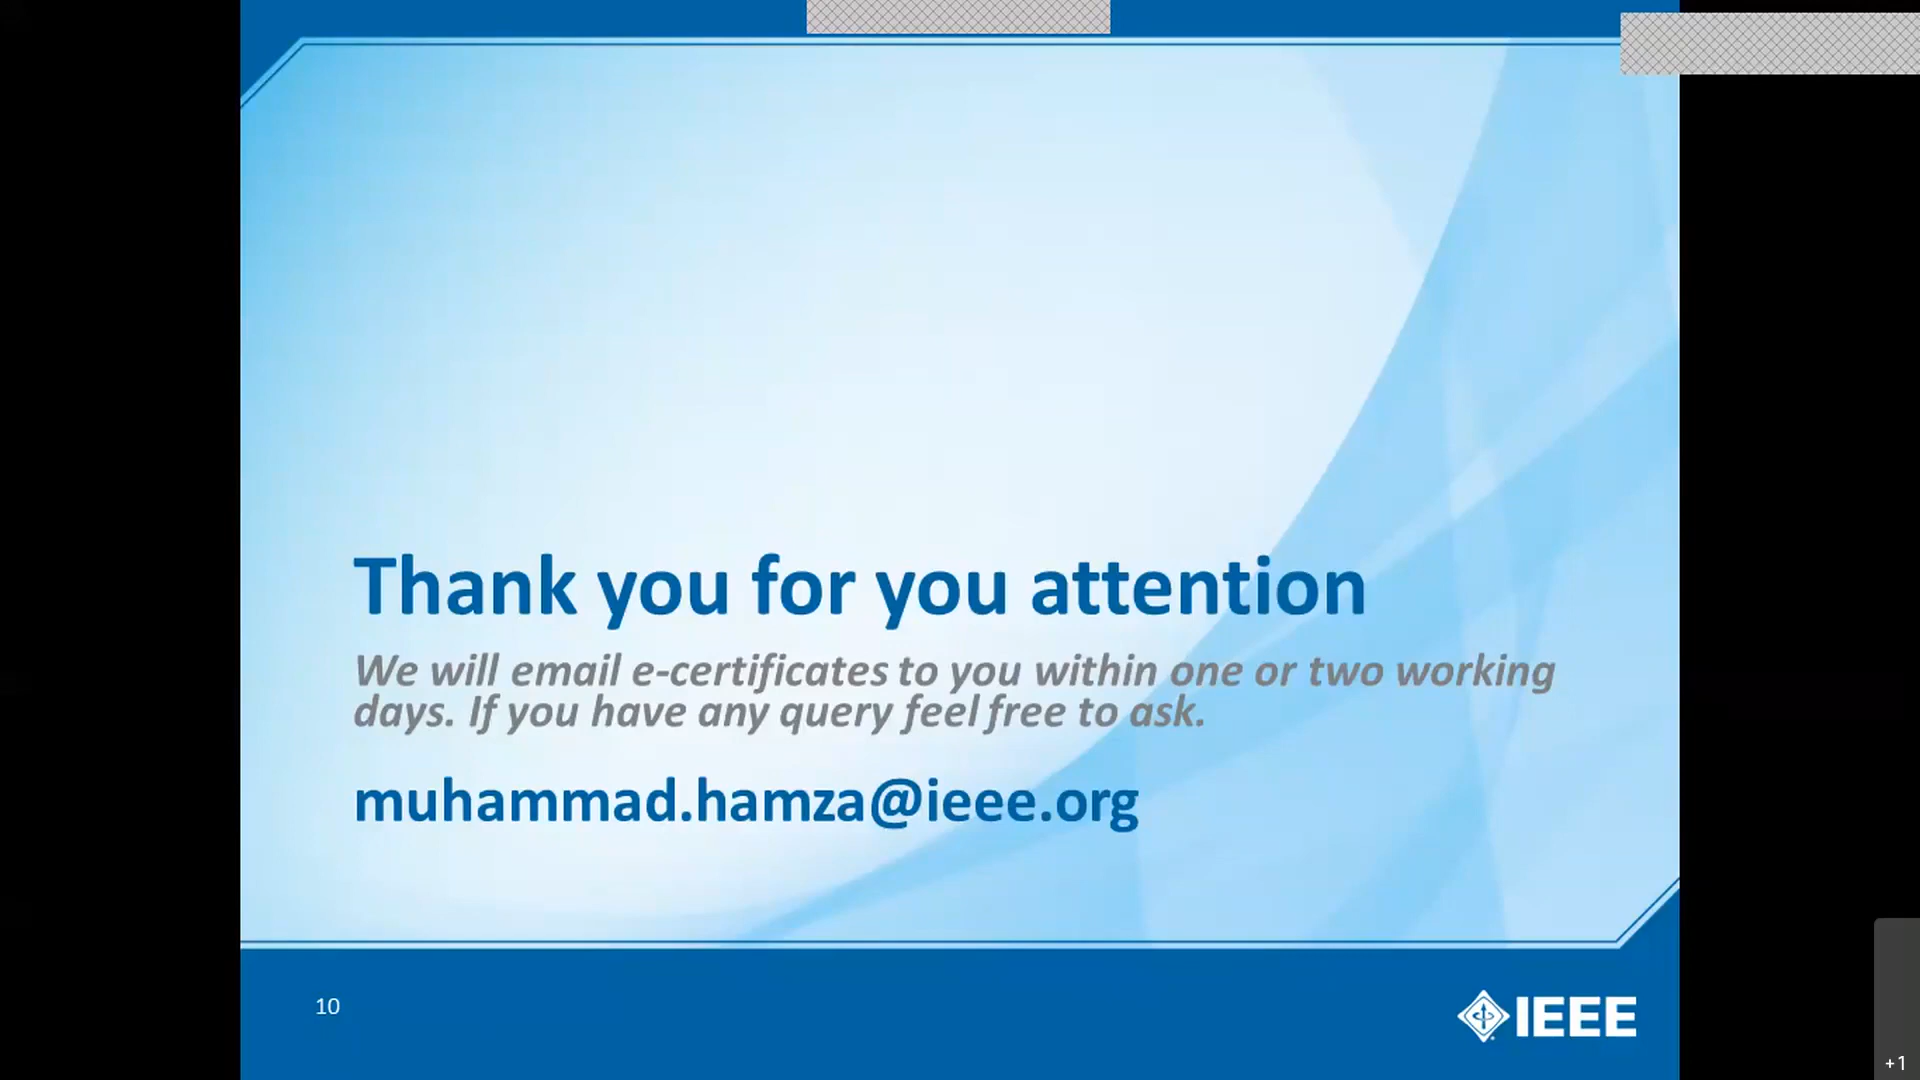 Thank you for you attention
We will email e-certificates to you within one or two working
days. If you have any query feel free to ask.
muhammad.hamza@ieee.org
10
IEEE
+1